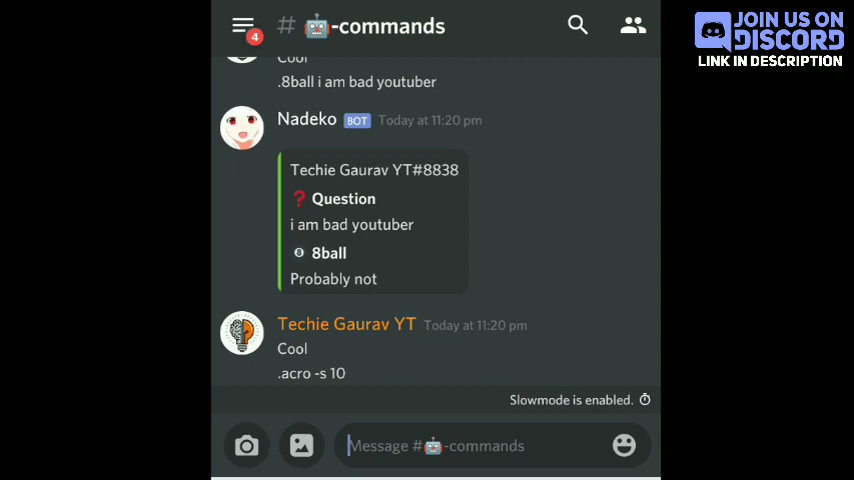 # 🤖-commands
4
JOIN US ON
DISCORD
LINK IN DESCRIPTION
Cool
.8ball i am bad youtuber
Nadeko BOT Today at 11:20 pm
Techie Gaurav YT#8838
❓ Question
i am bad youtuber
🎱 8ball
Probably not
Techie Gaurav YT Today at 11:20 pm
Cool
.acro -s 10
Slowmode is enabled.
Message #🤖-commands